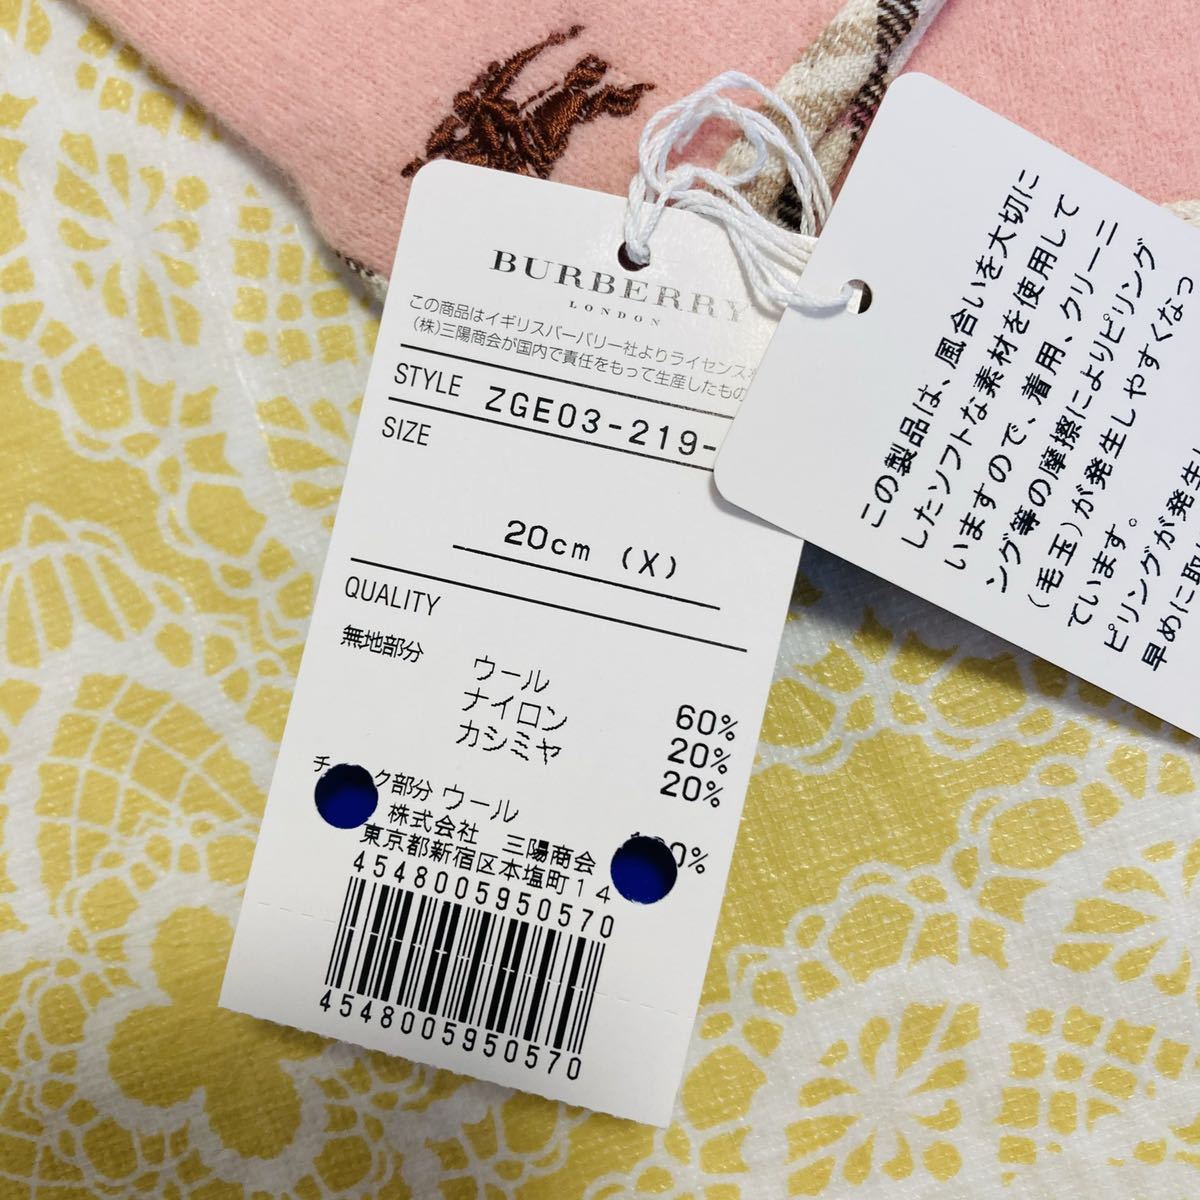 BURBERRY
LONDON
この商品はイギリスバーバリー社よりライセンス
(株)三陽商会が国内で責任をもって生産したもの
STYLE ZGE03-219-
SIZE
20cm (X)
QUALITY
無地部分 ウール 60%
ナイロン 20%
カシミヤ 20%
チ ク部分 ウール 0%
株式会社 三陽商会
東京都新宿区本塩町14
4548005950570
4548005950570
この製品は、風合いを大切に
したソフトな素材を使用して
いますので、着用、クリーニ
ング等の摩擦によりピリング
(毛玉)が発生しやすくなっ
ています。
ピリングが発生
早めに取